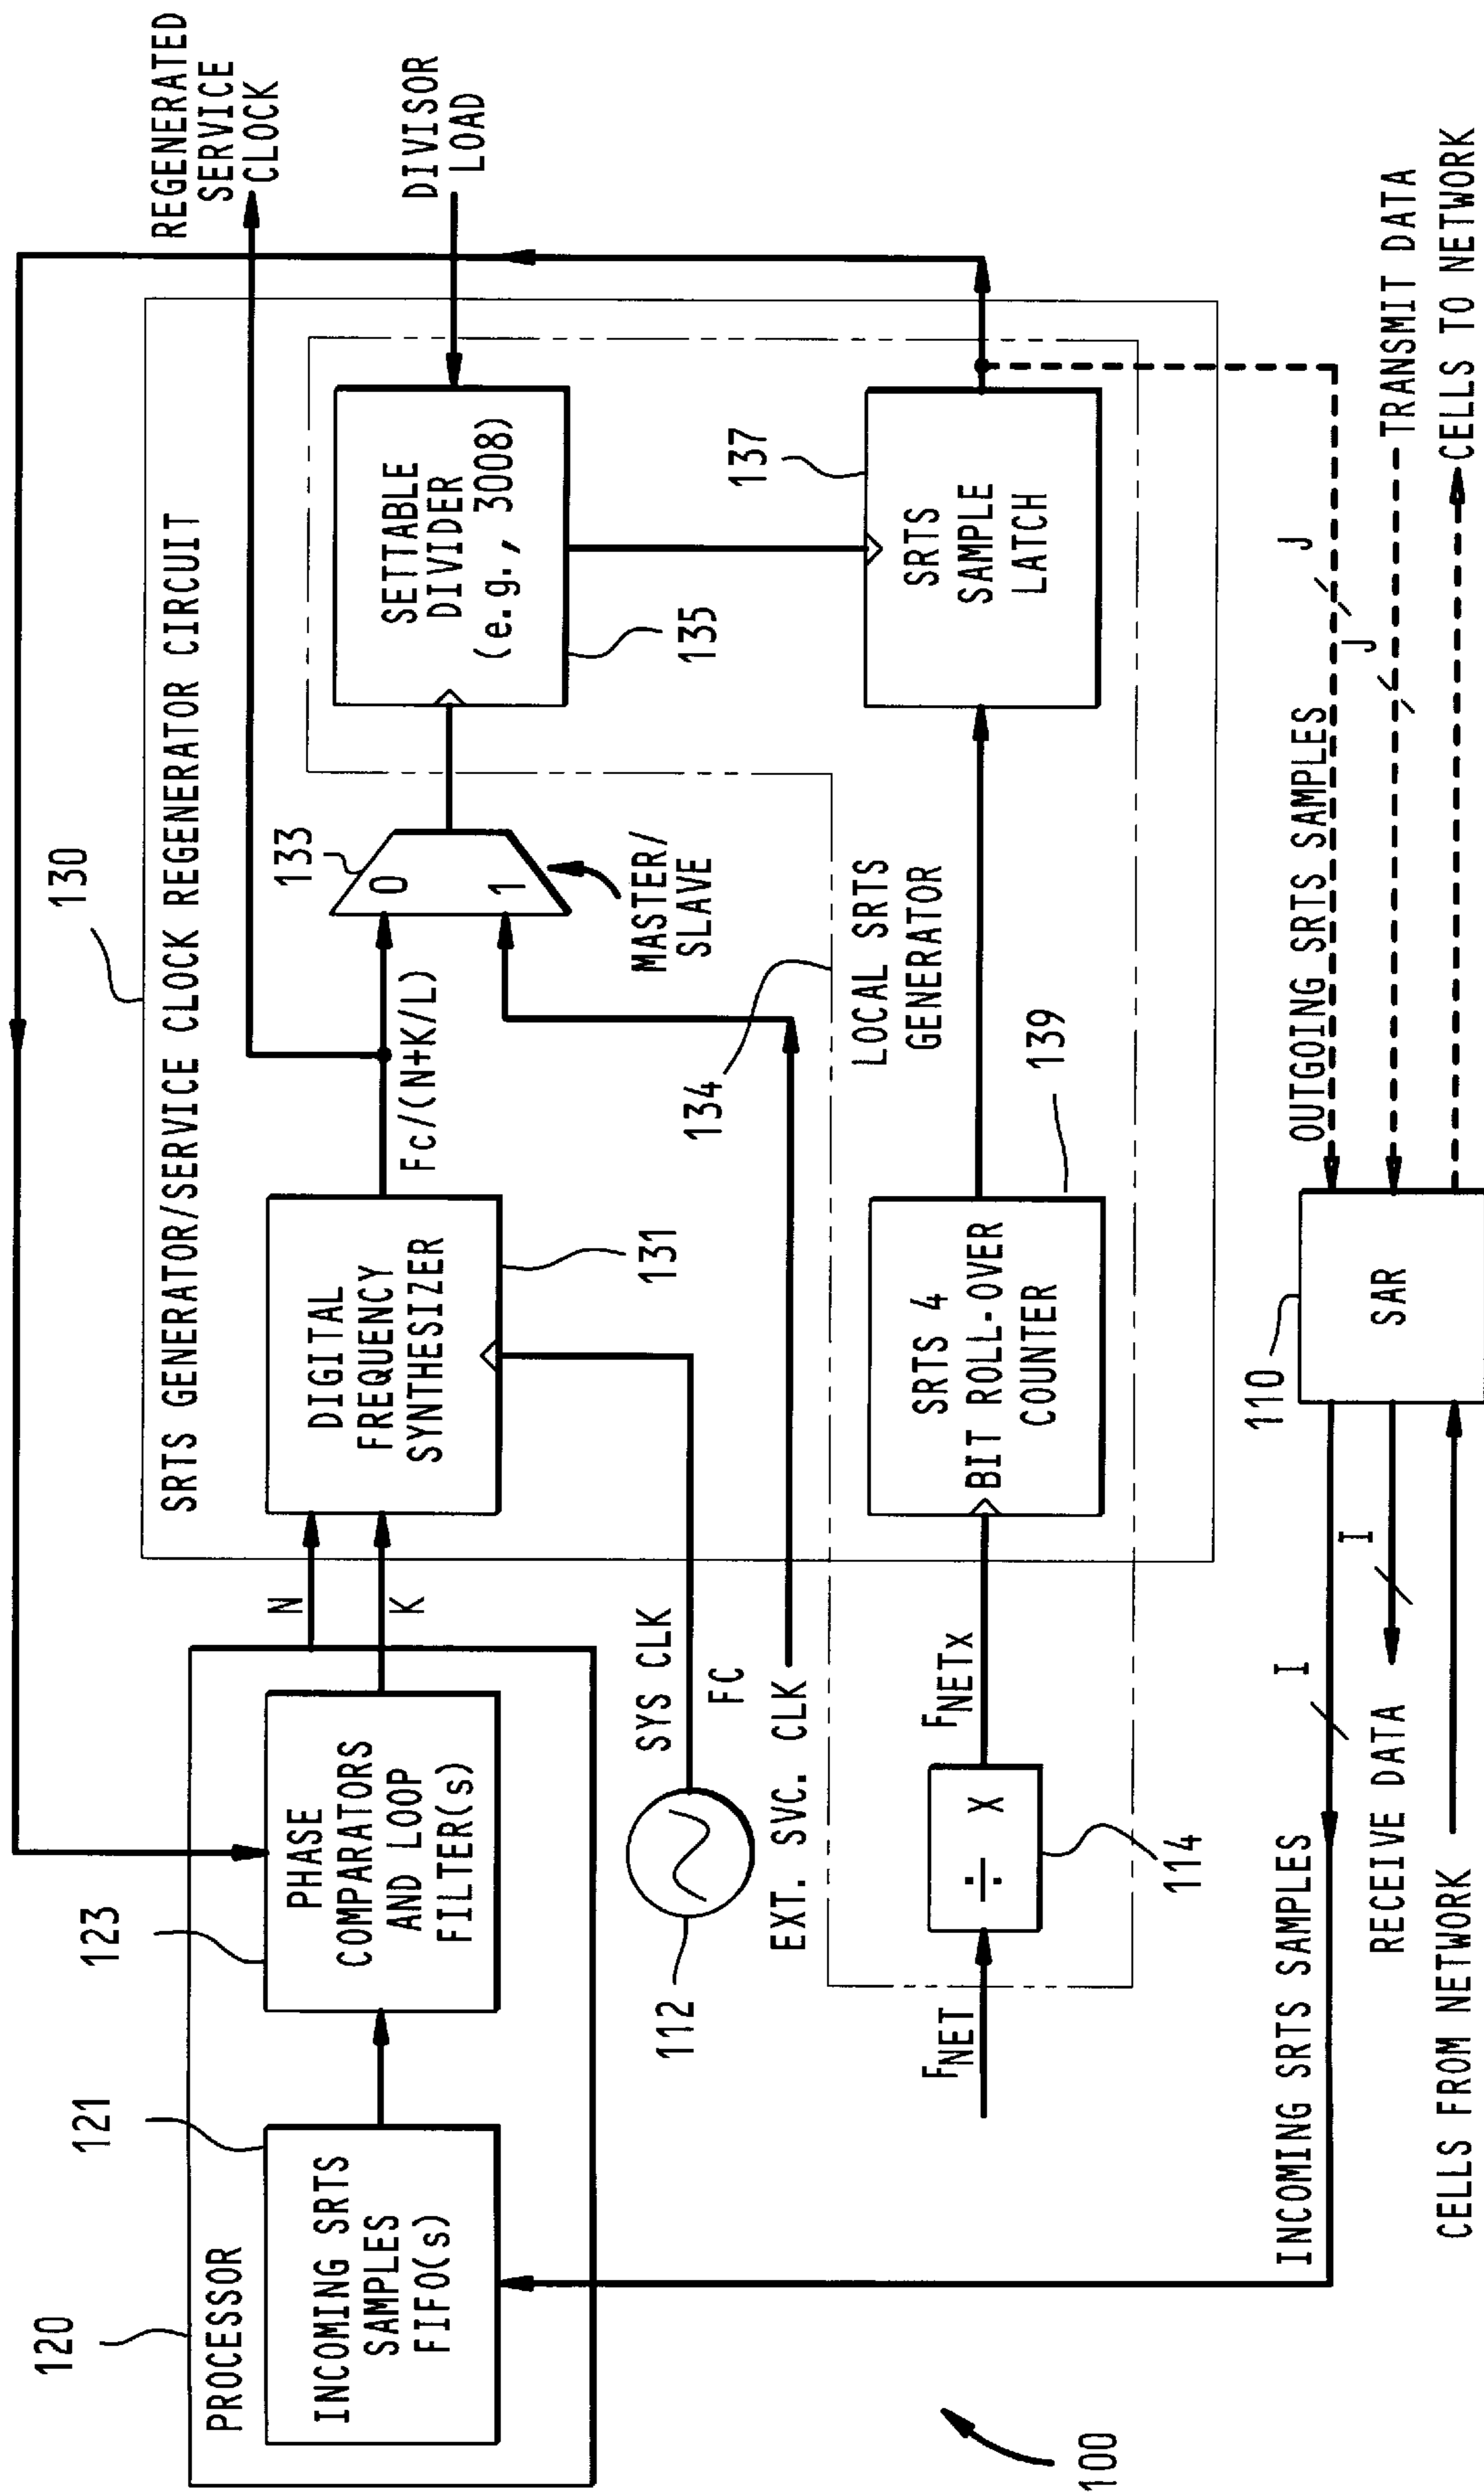 130
SRTS GENERATOR/SERVICE CLOCK REGENERATOR CIRCUIT
REGENERATED
SERVICE
CLOCK
DIVISOR
LOAD
120
PROCESSOR
121
INCOMING SRTS
SAMPLES
FIFO(s)
123
PHASE
COMPARATORS
AND LOOP
FILTER(s)
N
K
DIGITAL
FREQUENCY
SYNTHESIZER
131
Fc/(N+K/L)
133
0
1
MASTER/
SLAVE
SETTABLE
DIVIDER
(e.g., 3008)
135
112
SYS CLK
FC
EXT. SVC. CLK
134
LOCAL SRTS
GENERATOR
137
SRTS
SAMPLE
LATCH
FNET
÷ X
114
FNETX
SRTS 4
BIT ROLL-OVER
COUNTER
139
INCOMING SRTS SAMPLES
I
RECEIVE DATA
I
CELLS FROM NETWORK
110
SAR
OUTGOING SRTS SAMPLES
J
J
TRANSMIT DATA
CELLS TO NETWORK
100